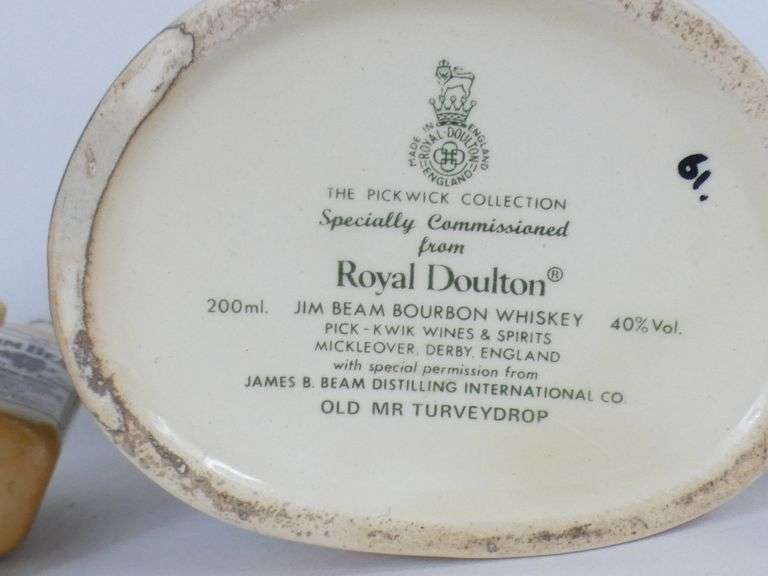 MADE IN ENGLAND
ROYAL-DOULTON
ENGLAND
THE PICKWICK COLLECTION
Specially Commissioned
from
Royal Doulton®
200ml. JIM BEAM BOURBON WHISKEY 40% Vol.
PICK-KWIK WINES & SPIRITS
MICKLEOVER, DERBY, ENGLAND
with special permission from
JAMES B. BEAM DISTILLING INTERNATIONAL CO.
OLD MR TURVEYDROP
61.